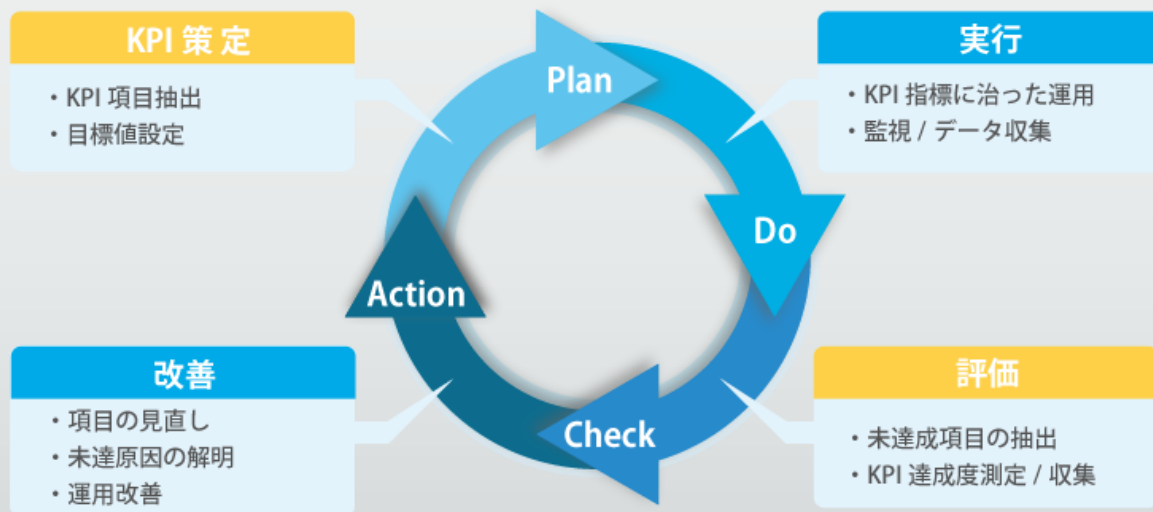 KPI 策 定
・KPI 項目抽出
・目標値設定
Plan
実行
・KPI 指標に治った運用
・監視 / データ収集
Do
Action
改善
・項目の見直し
・未達原因の解明
・運用改善
Check
評価
・未達成項目の抽出
・KPI 達成度測定 / 収集